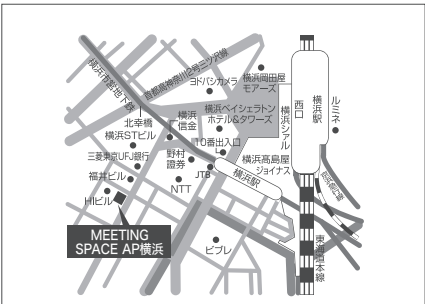 首都高神奈川2号三ツ沢線
横浜市営地下鉄
ヨドバシカメラ
横浜岡田屋
モアーズ
北幸橋
横浜
信金
横浜ベイシェラトン
ホテル&タワーズ
横浜シァル
西口
横浜駅
ルミネ
横浜STビル
10番出入口
三菱東京UFJ銀行
野村
證券
横浜高島屋
ジョイナス
福井ビル
JTB
NTT
横浜駅
HIビル
京浜急行線
MEETING
SPACE AP横浜
ビブレ
東海道本線